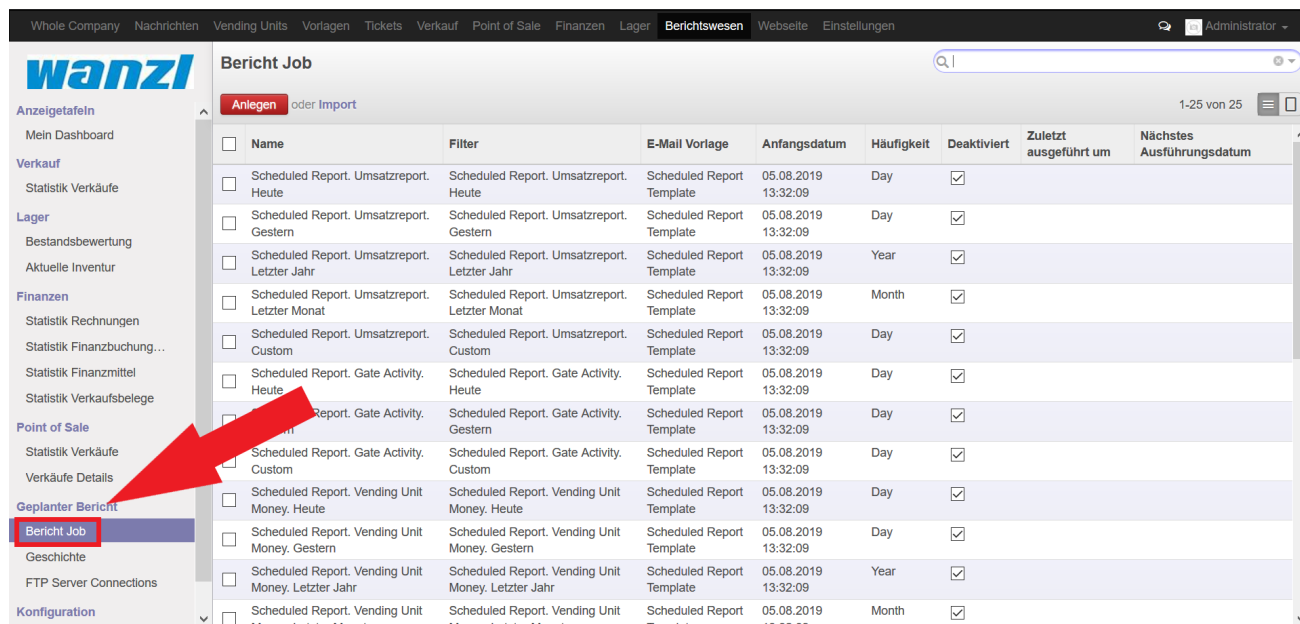 Whole Company Nachrichten Vending Units Vorlagen Tickets Verkauf Point of Sale Finanzen Lager Berichtswesen Webseite Einstellungen Administrator
wanzl
Anzeigetafeln
Mein Dashboard
Verkauf
Statistik Verkäufe
Lager
Bestandsbewertung
Aktuelle Inventur
Finanzen
Statistik Rechnungen
Statistik Finanzbuchung…
Statistik Finanzmittel
Statistik Verkaufsbelege
Point of Sale
Statistik Verkäufe
Verkäufe Details
Geplanter Bericht
Bericht Job
Geschichte
FTP Server Connections
Konfiguration
Bericht Job
Anlegen oder Import 1-25 von 25
Name Filter E-Mail Vorlage Anfangsdatum Häufigkeit Deaktiviert Zuletzt Nächstes
ausgeführt um Ausführungsdatum
Scheduled Report. Umsatzreport. Scheduled Report. Umsatzreport. Scheduled Report 05.08.2019 Day
Heute Heute Template 13:32:09
Scheduled Report. Umsatzreport. Scheduled Report. Umsatzreport. Scheduled Report 05.08.2019 Day
Gestern Gestern Template 13:32:09
Scheduled Report. Umsatzreport. Scheduled Report. Umsatzreport. Scheduled Report 05.08.2019 Year
Letzter Jahr Letzter Jahr Template 13:32:09
Scheduled Report. Umsatzreport. Scheduled Report. Umsatzreport. Scheduled Report 05.08.2019 Month
Letzter Monat Letzter Monat Template 13:32:09
Scheduled Report. Umsatzreport. Scheduled Report. Umsatzreport. Scheduled Report 05.08.2019 Day
Custom Custom Template 13:32:09
Scheduled Report. Gate Activity. Scheduled Report. Gate Activity. Scheduled Report 05.08.2019 Day
Heute Heute Template 13:32:09
Report. Gate Activity. Scheduled Report. Gate Activity. Scheduled Report 05.08.2019 Day
Gestern Template 13:32:09
Scheduled Report. Gate Activity. Scheduled Report. Gate Activity. Scheduled Report 05.08.2019 Day
Custom Custom Template 13:32:09
Scheduled Report. Vending Unit Scheduled Report. Vending Unit Scheduled Report 05.08.2019 Day
Money. Heute Money. Heute Template 13:32:09
Scheduled Report. Vending Unit Scheduled Report. Vending Unit Scheduled Report 05.08.2019 Day
Money. Gestern Money. Gestern Template 13:32:09
Scheduled Report. Vending Unit Scheduled Report. Vending Unit Scheduled Report 05.08.2019 Year
Money. Letzter Jahr Money. Letzter Jahr Template 13:32:09
Scheduled Report. Vending Unit Scheduled Report. Vending Unit Scheduled Report 05.08.2019 Month